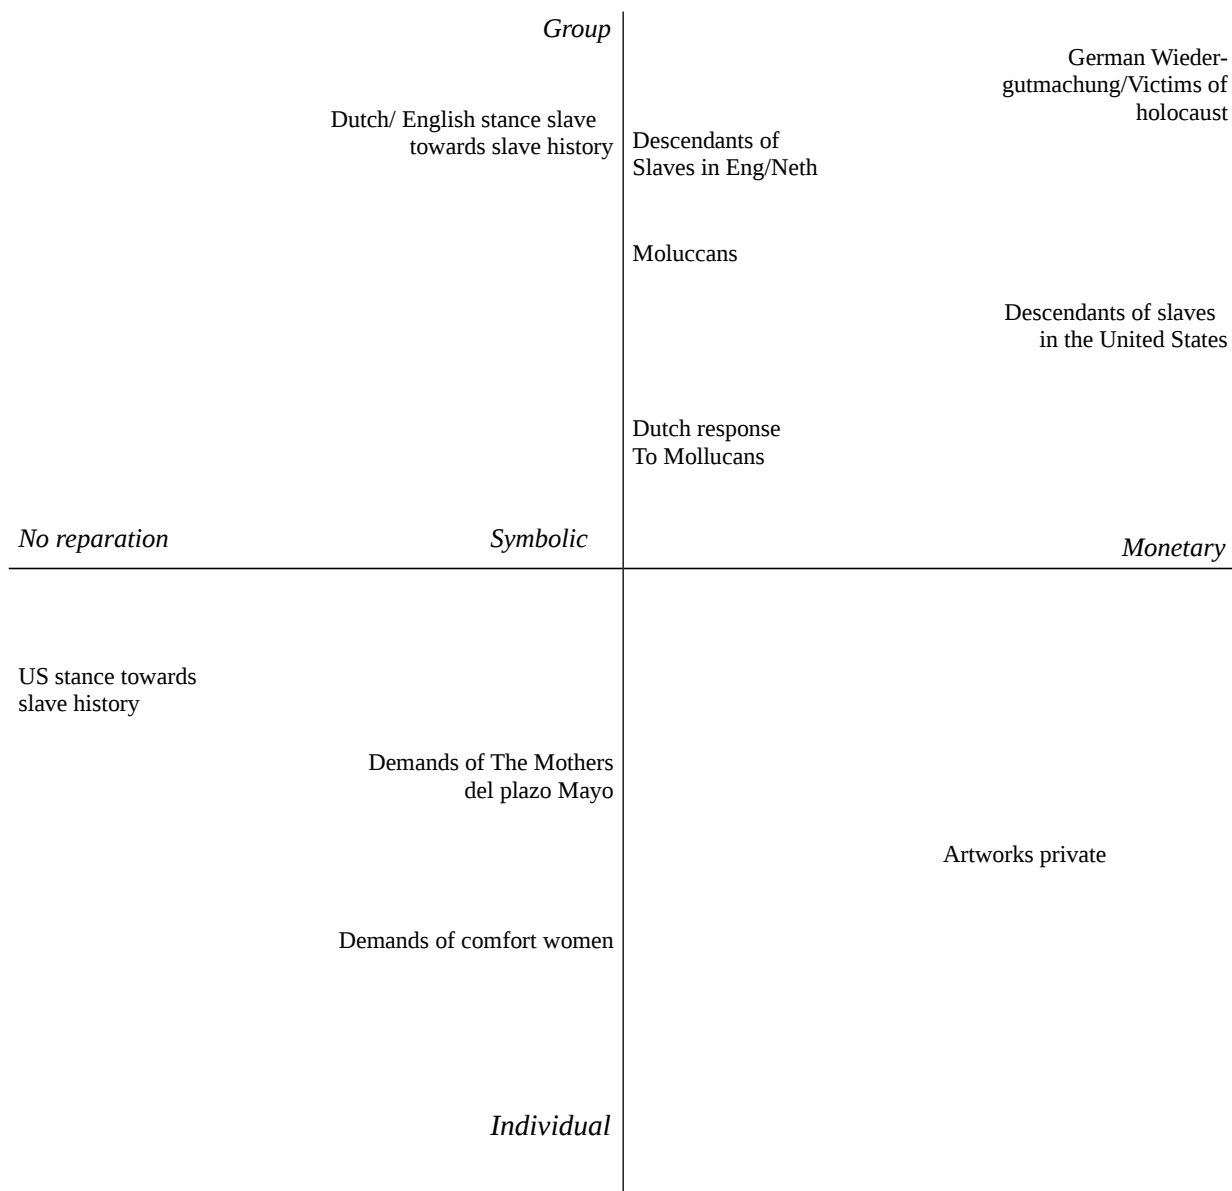 Group
German Wieder-
gutmachung/Victims of
holocaust
Dutch/ English stance slave
towards slave history
Descendants of
Slaves in Eng/Neth
Moluccans
Descendants of slaves
in the United States
Dutch response
To Mollucans
No reparation
Symbolic
Monetary
US stance towards
slave history
Demands of The Mothers
del plazo Mayo
Artworks private
Demands of comfort women
Individual